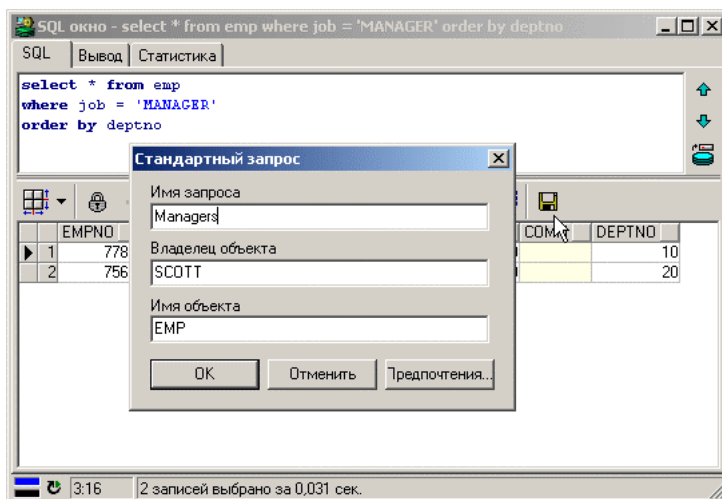 SQL окно - select * from emp where job = 'MANAGER' order by deptno
SQL Вывод Статистика
select * from emp
where job = 'MANAGER'
order by deptno
Стандартный запрос
Имя запроса
Managers
Владелец объекта
SCOTT
Имя объекта
EMP
OK Отменить Предпочтения...
EMPNO DEPTNO
1 778 10
2 756 20
3:16 2 записей выбрано за 0,031 сек.